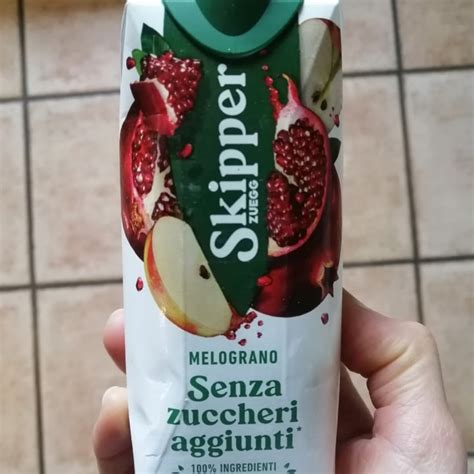 Skipper
ZUEGG
MELOGRANO
Senza
zuccheri
aggiunti*
100% INGREDIENTI